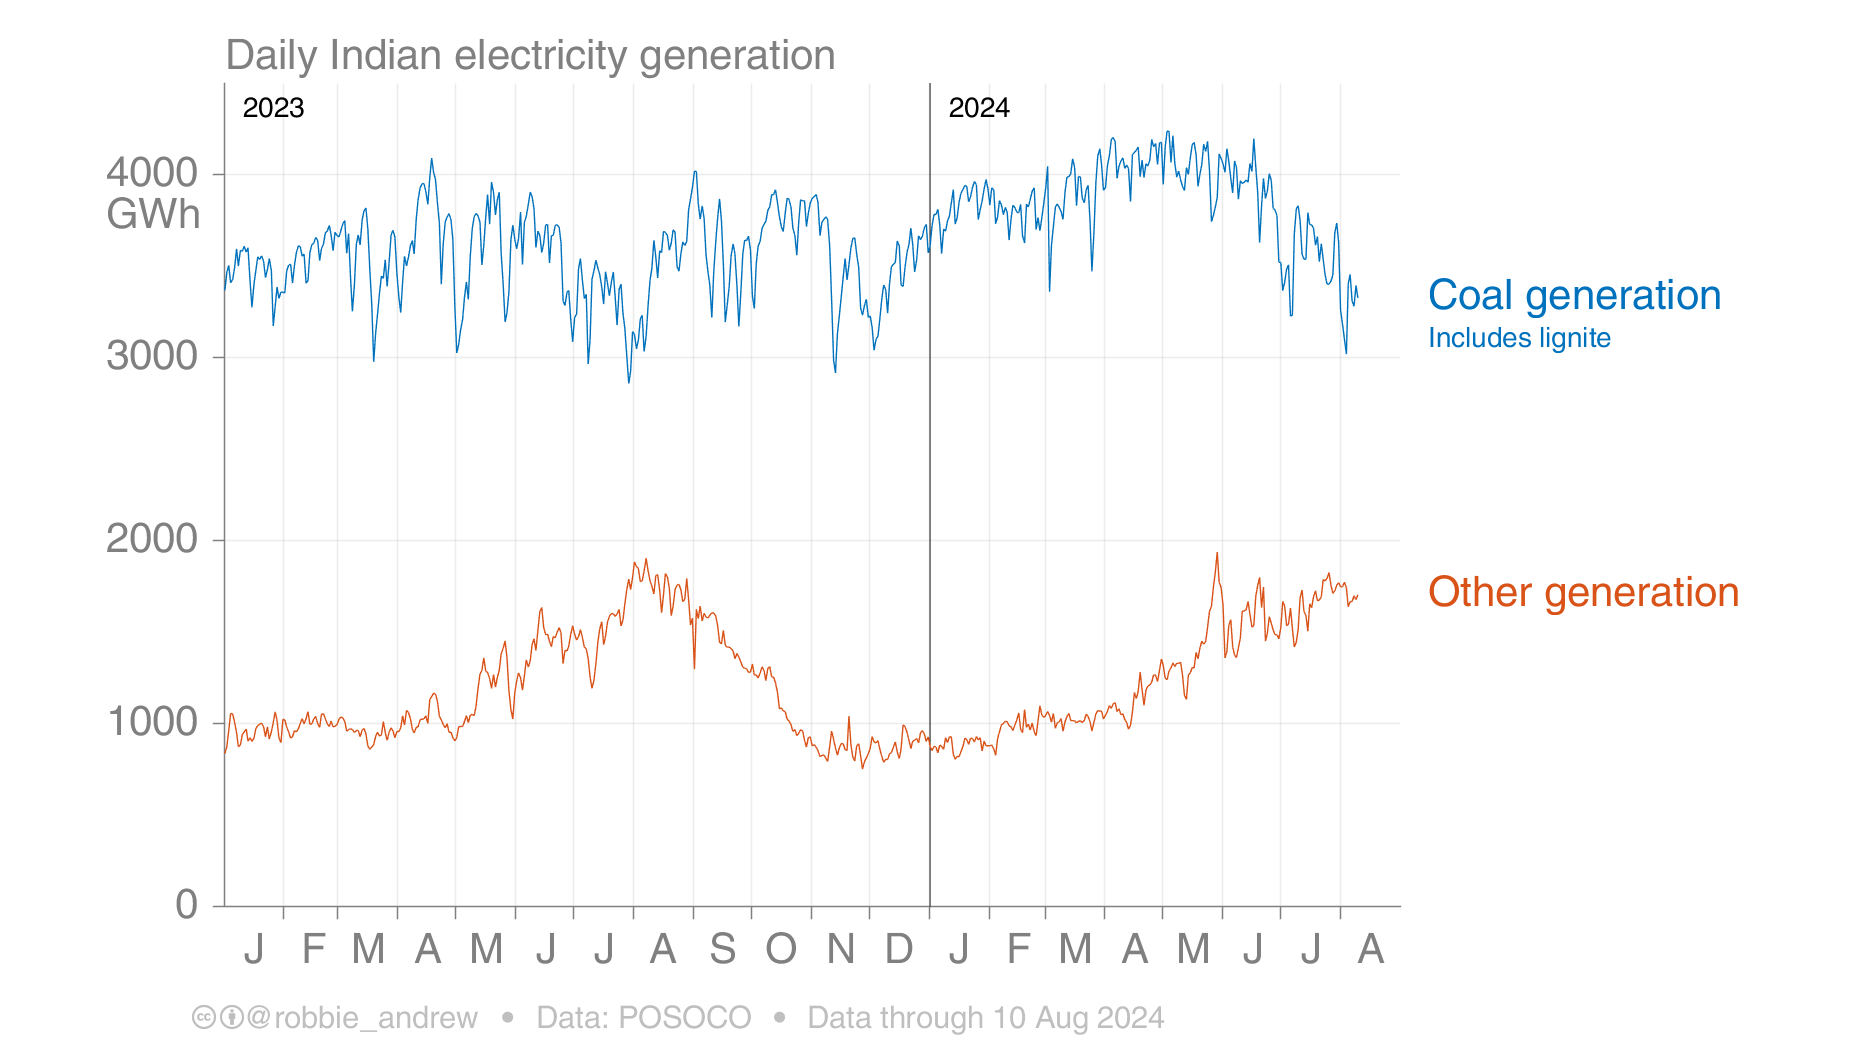 Daily Indian electricity generation
2023
2024
4000
GWh
3000
2000
1000
0
Coal generation
Includes lignite
Other generation
J F M A M J J A S O N D J F M A M J J A
cc @robbie_andrew • Data: POSOCO • Data through 10 Aug 2024